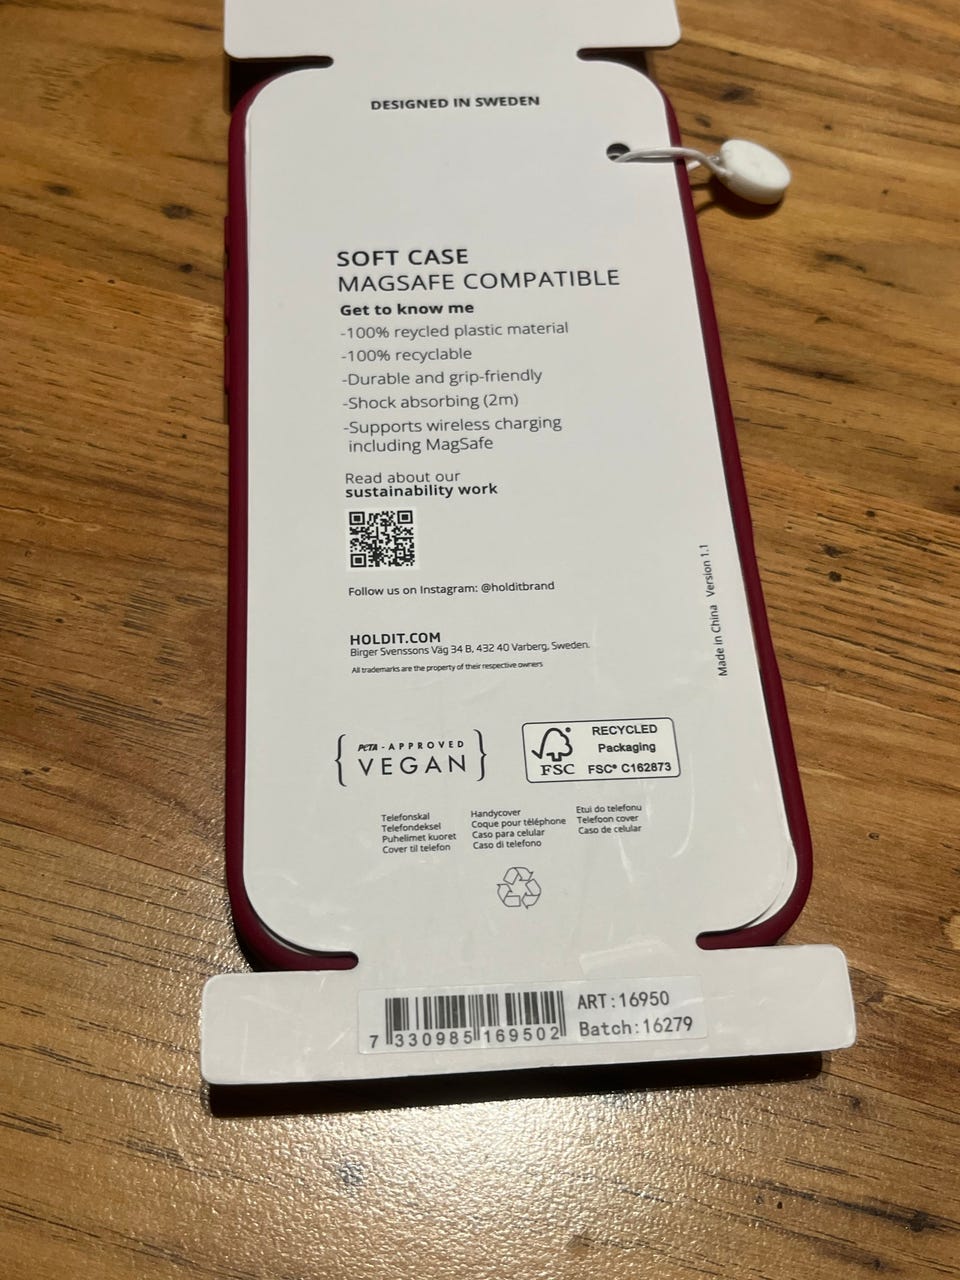 DESIGNED IN SWEDEN
SOFT CASE
MAGSAFE COMPATIBLE
Get to know me
-100% reycled plastic material
-100% recyclable
-Durable and grip-friendly
-Shock absorbing (2m)
-Supports wireless charging
including MagSafe
Read about our
sustainability work
Follow us on Instagram: @holditbrand
HOLDIT.COM
Birger Svenssons Väg 34 B, 432 40 Varberg, Sweden.
All trademarks are the property of their respective owners
Made in China Version 1.1
PETA - APPROVED
VEGAN
FSC
RECYCLED
Packaging
FSC® C162873
Telefonskal
Telefondeksel
Puhelimet kuoret
Cover til telefon
Handycover
Coque pour téléphone
Caso para celular
Caso di telefono
Etui do telefonu
Telefoon cover
Caso de celular
7 330985 169502
ART:16950
Batch:16279